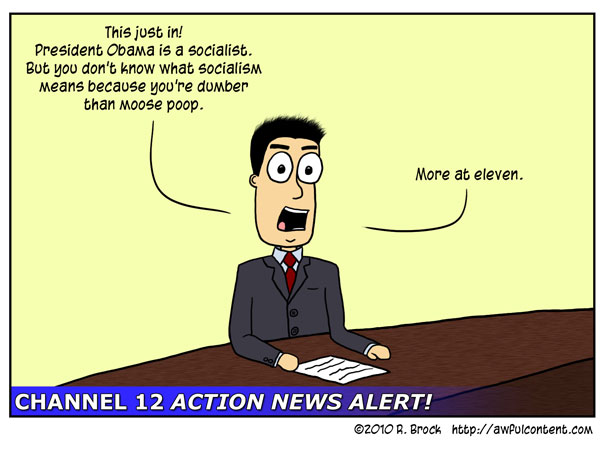 This just in!
President Obama is a socialist.
But you don't know what socialism
means because you're dumber
than moose poop.
More at eleven.
CHANNEL 12 ACTION NEWS ALERT!
©2010 R. Brock http://awfulcontent.com